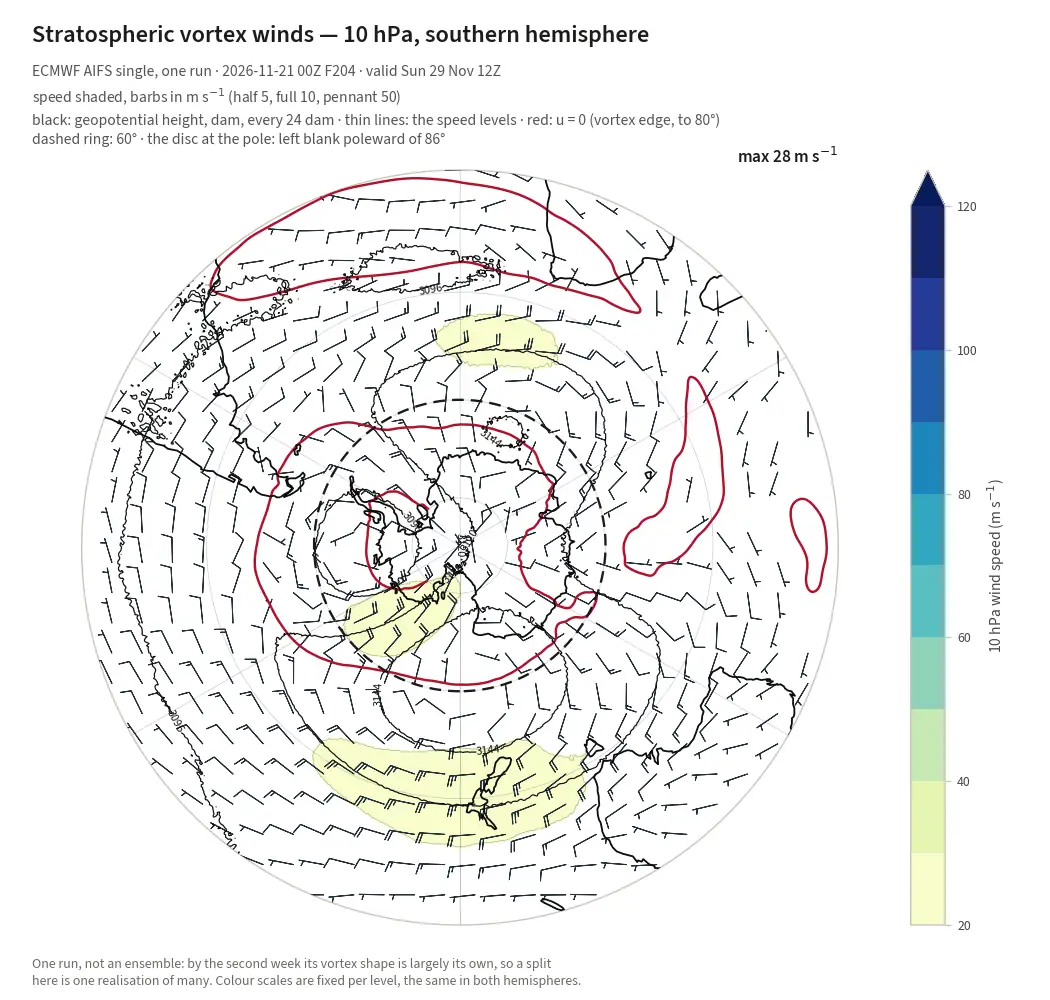 Stratospheric vortex winds — 10 hPa, southern hemisphere
ECMWF AIFS single, one run · 2026-11-21 00Z F204 · valid Sun 29 Nov 12Z
speed shaded, barbs in m s⁻¹ (half 5, full 10, pennant 50)
black: geopotential height, dam, every 24 dam · thin lines: the speed levels · red: u = 0 (vortex edge, to 80°)
dashed ring: 60° · the disc at the pole: left blank poleward of 86°
max 28 m s⁻¹
120
100
80
60
40
20
10 hPa wind speed (m s⁻¹)
3096
3144
3096
3144
3144
One run, not an ensemble: by the second week its vortex shape is largely its own, so a split
here is one realisation of many. Colour scales are fixed per level, the same in both hemispheres.